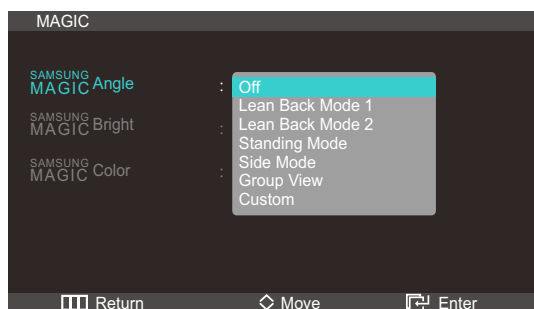 MAGIC
SAMSUNG
MAGIC Angle : Off
Lean Back Mode 1
SAMSUNG
MAGIC Bright : Lean Back Mode 2
Standing Mode
SAMSUNG
MAGIC Color : Side Mode
Group View
Custom
Return Move Enter